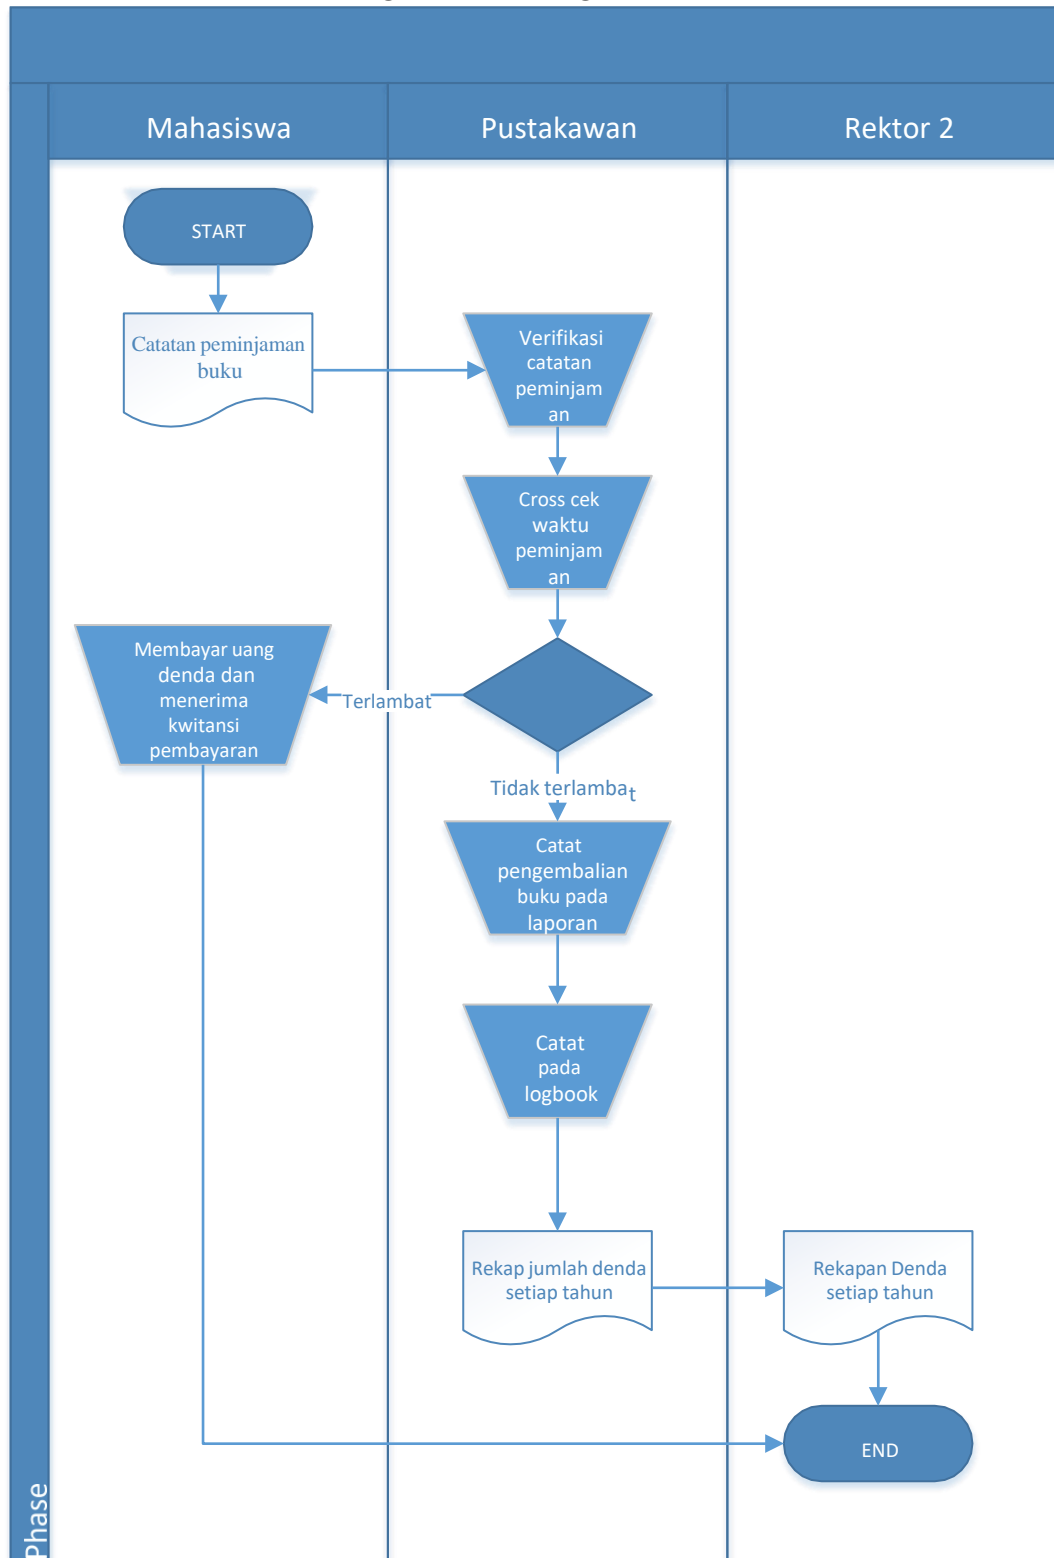 Mahasiswa
Pustakawan
Rektor 2
START
Catatan peminjaman
buku
Verifikasi
catatan
peminjam
an
Cross cek
waktu
peminjam
an
Membayar uang
denda dan
menerima
kwitansi
pembayaran
Terlambat
Tidak terlambat
Catat
pengembalian
buku pada
laporan
Catat
pada
logbook
Rekap jumlah denda
setiap tahun
Rekapan Denda
setiap tahun
END
Phase